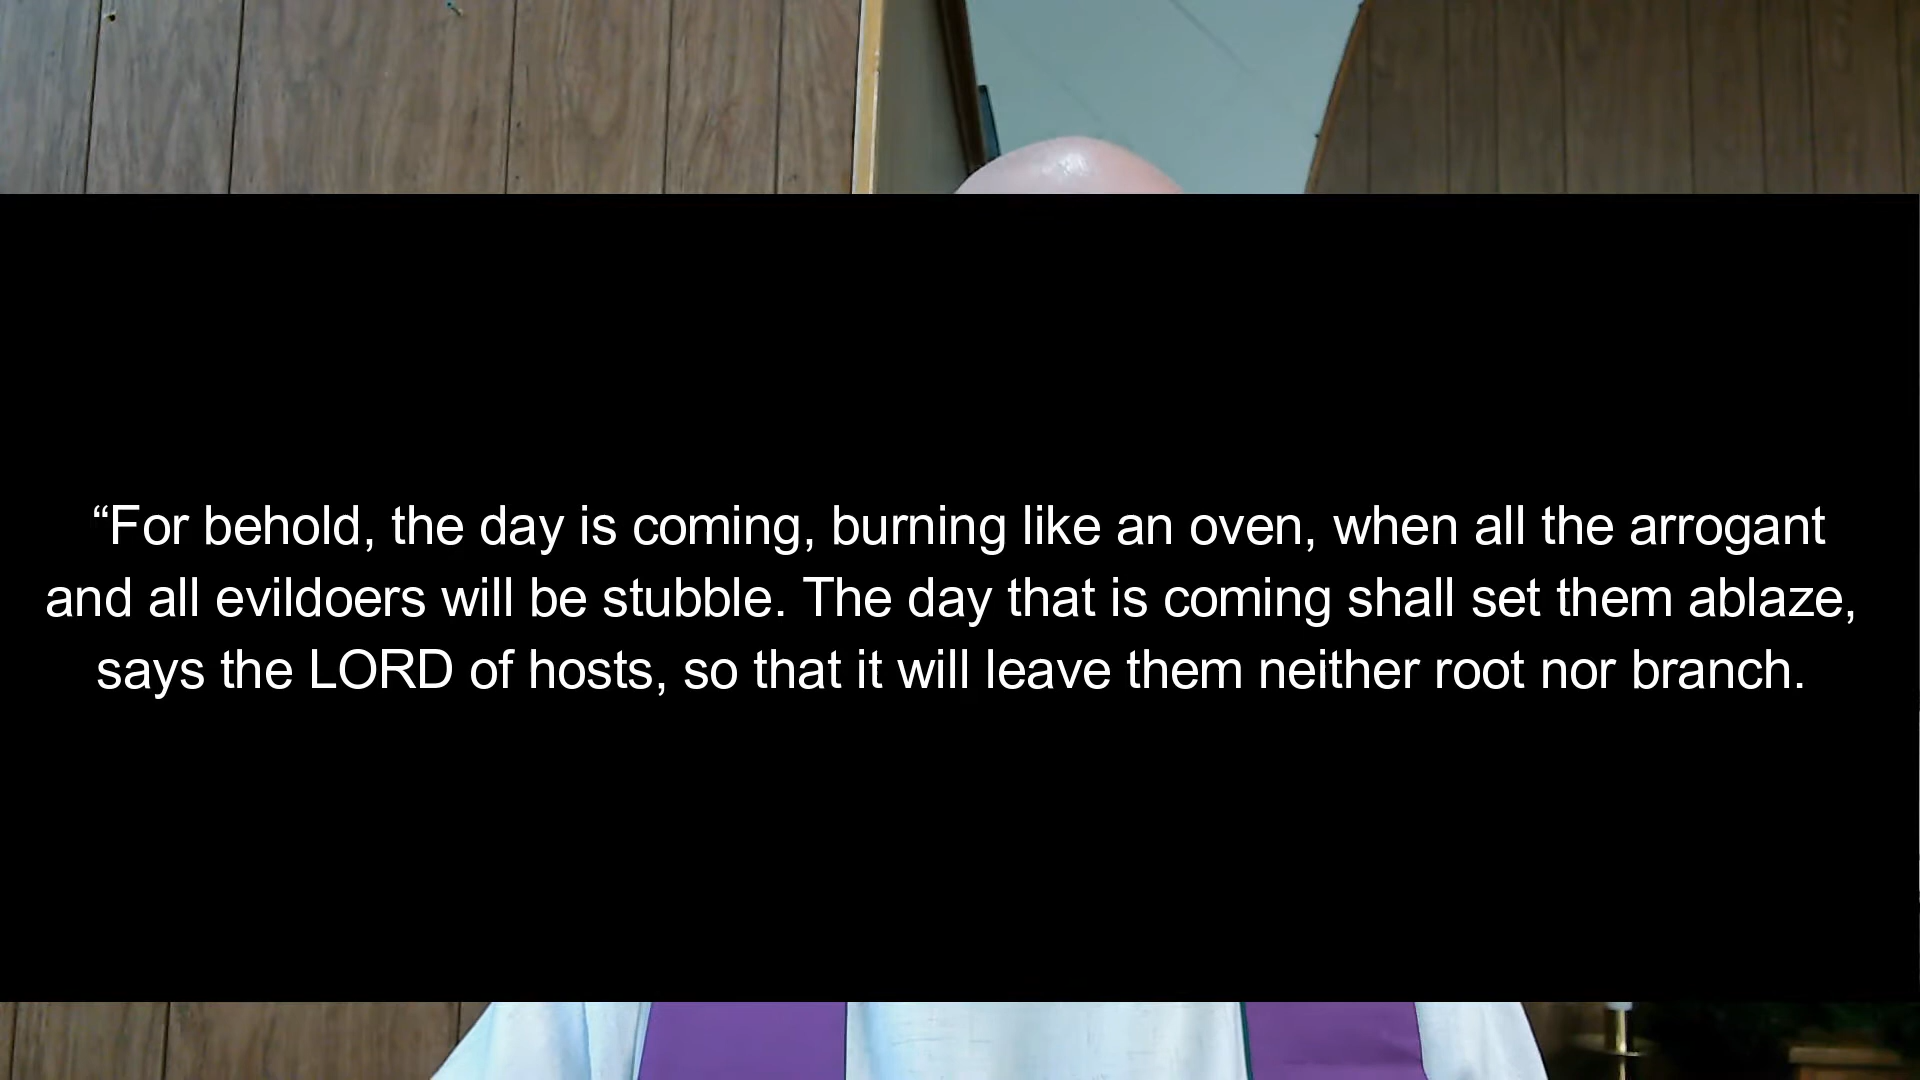 “For behold, the day is coming, burning like an oven, when all the arrogant
and all evildoers will be stubble. The day that is coming shall set them ablaze,
says the LORD of hosts, so that it will leave them neither root nor branch.